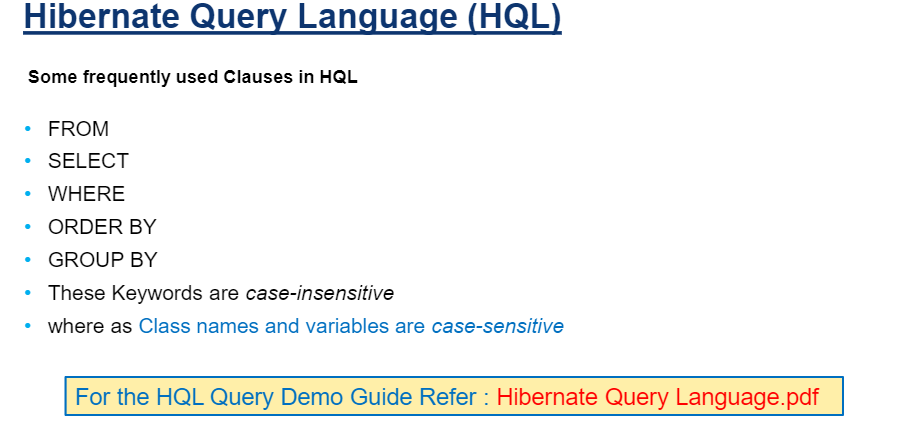 Hibernate Query Language (HQL)
Some frequently used Clauses in HQL
• FROM
• SELECT
• WHERE
• ORDER BY
• GROUP BY
• These Keywords are case-insensitive
• where as Class names and variables are case-sensitive
For the HQL Query Demo Guide Refer : Hibernate Query Language.pdf